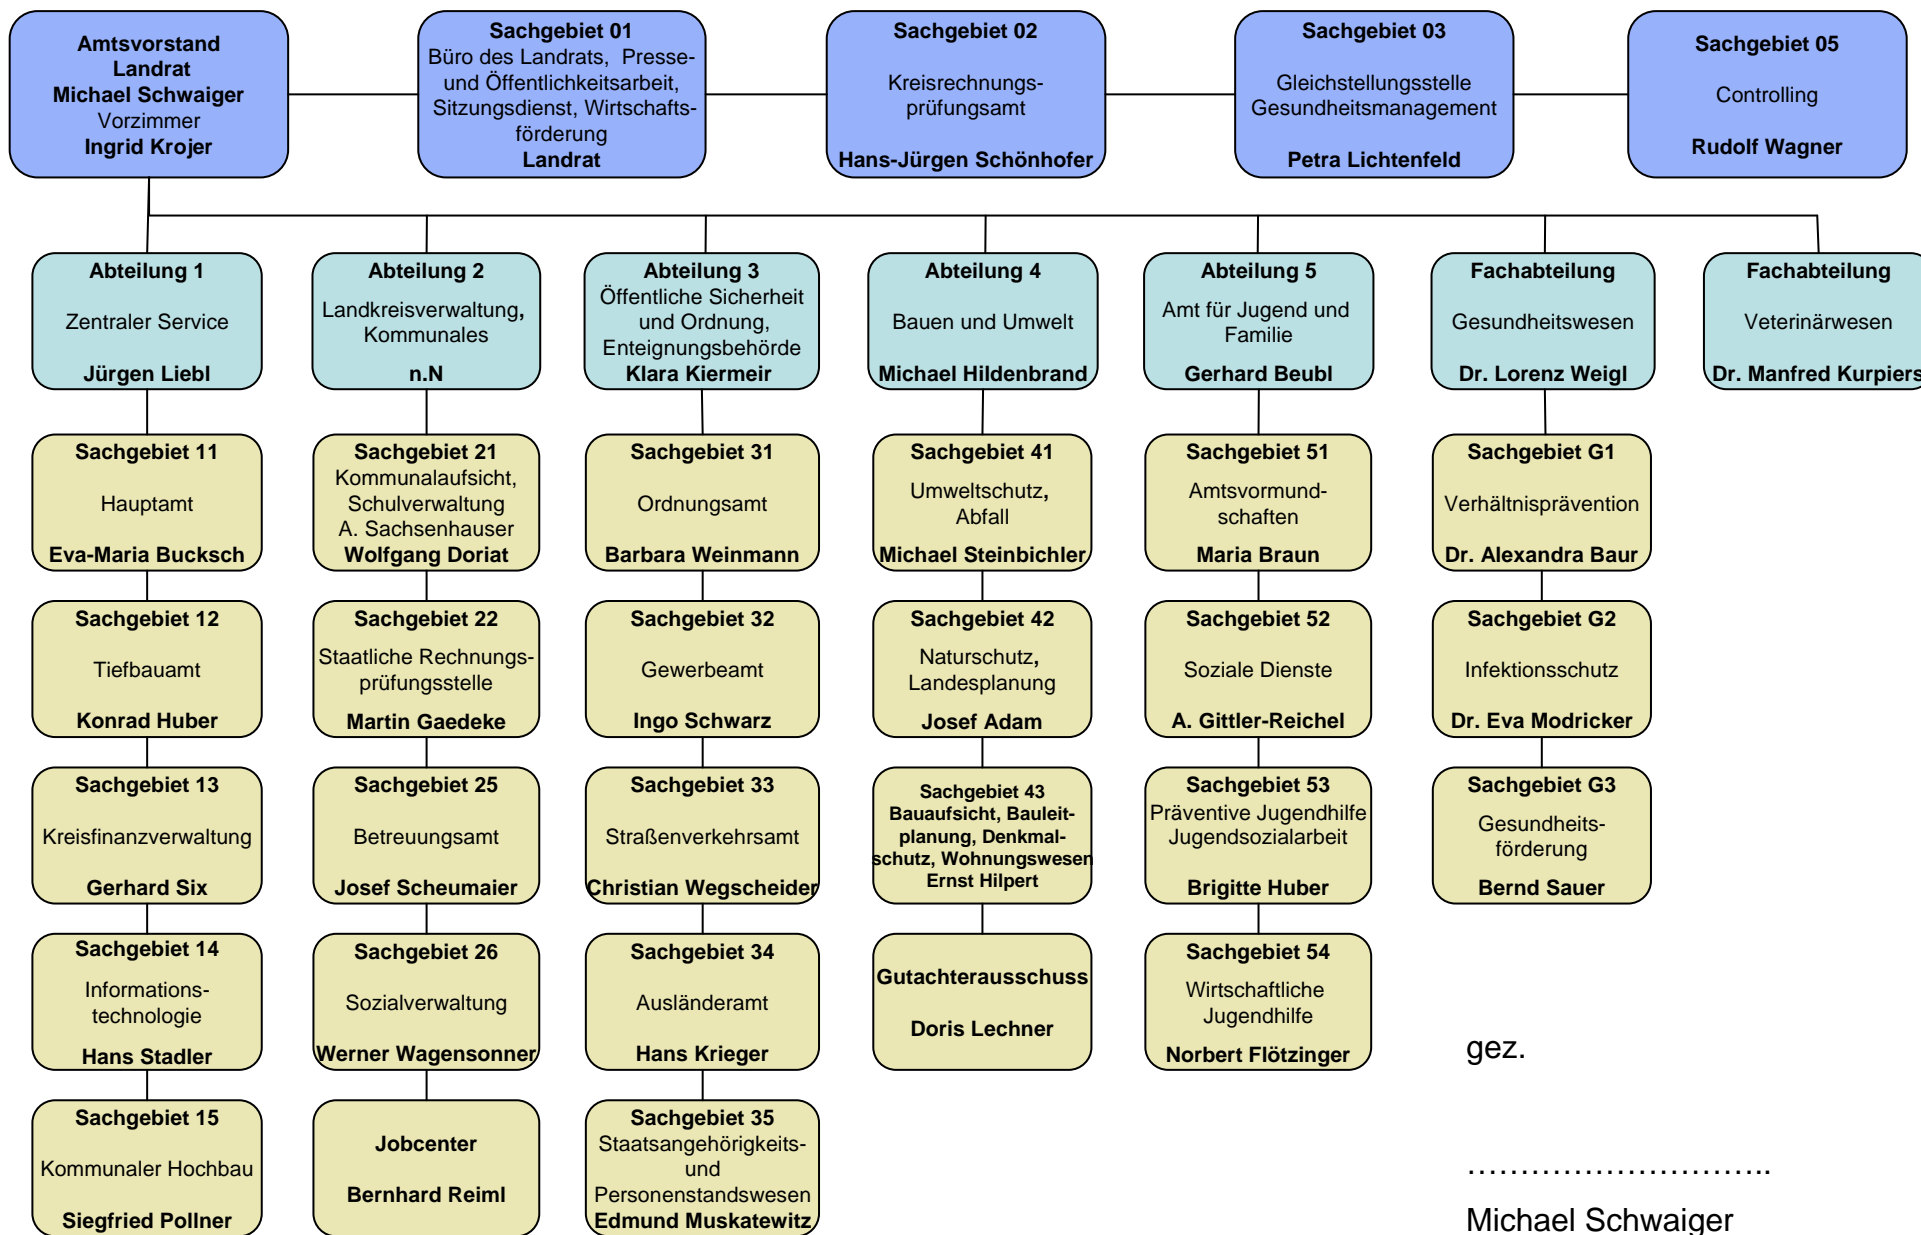 Amtsvorstand
Landrat
Michael Schwaiger
Vorzimmer
Ingrid Krojer
Sachgebiet 01
Büro des Landrats, Presse-
und Öffentlichkeitsarbeit,
Sitzungsdienst, Wirtschafts-
förderung
Landrat
Sachgebiet 02
Kreisrechnungs-
prüfungsamt
Hans-Jürgen Schönhofer
Sachgebiet 03
Gleichstellungsstelle
Gesundheitsmanagement
Petra Lichtenfeld
Sachgebiet 05
Controlling
Rudolf Wagner
Abteilung 1
Zentraler Service
Jürgen Liebl
Abteilung 2
Landkreisverwaltung,
Kommunales
n.N
Abteilung 3
Öffentliche Sicherheit
und Ordnung,
Enteignungsbehörde
Klara Kiermeir
Abteilung 4
Bauen und Umwelt
Michael Hildenbrand
Abteilung 5
Amt für Jugend und
Familie
Gerhard Beubl
Fachabteilung
Gesundheitswesen
Dr. Lorenz Weigl
Fachabteilung
Veterinärwesen
Dr. Manfred Kurpiers
Sachgebiet 11
Hauptamt
Eva-Maria Bucksch
Sachgebiet 21
Kommunalaufsicht,
Schulverwaltung
A. Sachsenhauser
Wolfgang Doriat
Sachgebiet 31
Ordnungsamt
Barbara Weinmann
Sachgebiet 41
Umweltschutz,
Abfall
Michael Steinbichler
Sachgebiet 51
Amtsvormund-
schaften
Maria Braun
Sachgebiet G1
Verhältnisprävention
Dr. Alexandra Baur
Sachgebiet 12
Tiefbauamt
Konrad Huber
Sachgebiet 22
Staatliche Rechnungs-
prüfungsstelle
Martin Gaedeke
Sachgebiet 32
Gewerbeamt
Ingo Schwarz
Sachgebiet 42
Naturschutz,
Landesplanung
Josef Adam
Sachgebiet 52
Soziale Dienste
A. Gittler-Reichel
Sachgebiet G2
Infektionsschutz
Dr. Eva Modricker
Sachgebiet 13
Kreisfinanzverwaltung
Gerhard Six
Sachgebiet 25
Betreuungsamt
Josef Scheumaier
Sachgebiet 33
Straßenverkehrsamt
Christian Wegscheider
Sachgebiet 43
Bauaufsicht, Bauleit-
planung, Denkmal-
schutz, Wohnungswesen
Ernst Hilpert
Sachgebiet 53
Präventive Jugendhilfe
Jugendsozialarbeit
Brigitte Huber
Sachgebiet G3
Gesundheits-
förderung
Bernd Sauer
Sachgebiet 14
Informations-
technologie
Hans Stadler
Sachgebiet 26
Sozialverwaltung
Werner Wagensonner
Sachgebiet 34
Ausländeramt
Hans Krieger
Gutachterausschuss
Doris Lechner
Sachgebiet 54
Wirtschaftliche
Jugendhilfe
Norbert Flötzinger
Sachgebiet 15
Kommunaler Hochbau
Siegfried Pollner
Jobcenter
Bernhard Reiml
Sachgebiet 35
Staatsangehörigkeits-
und
Personenstandswesen
Edmund Muskatewitz
gez.
…………………………..
Michael Schwaiger